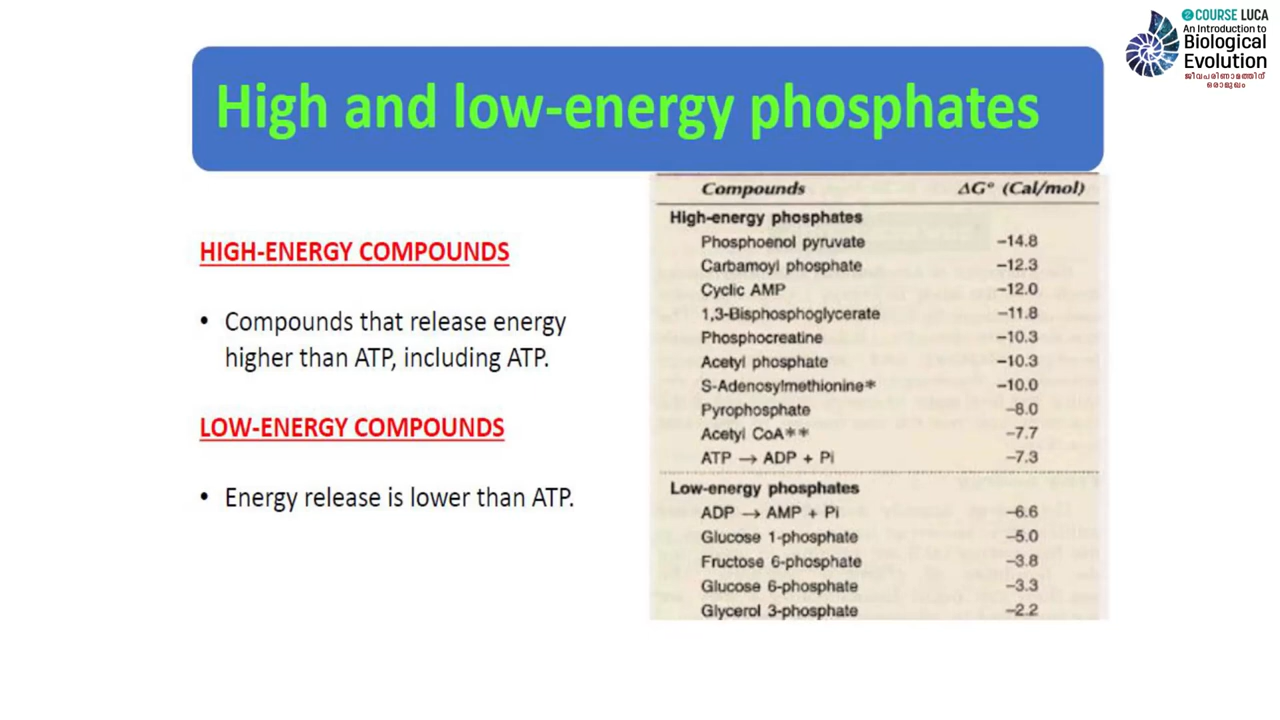 COURSE LUCA
An Introduction to
Biological
Evolution
ജീവപരിണാമത്തിന്
ഒരാമുഖം
High and low-energy phosphates
HIGH-ENERGY COMPOUNDS
• Compounds that release energy
higher than ATP, including ATP.
LOW-ENERGY COMPOUNDS
• Energy release is lower than ATP.
Compounds ΔG° (Cal/mol)
High-energy phosphates
Phosphoenol pyruvate –14.8
Carbamoyl phosphate –12.3
Cyclic AMP –12.0
1,3-Bisphosphoglycerate –11.8
Phosphocreatine –10.3
Acetyl phosphate –10.3
S-Adenosylmethionine* –10.0
Pyrophosphate –8.0
Acetyl CoA** –7.7
ATP → ADP + Pi –7.3
Low-energy phosphates
ADP → AMP + Pi –6.6
Glucose 1-phosphate –5.0
Fructose 6-phosphate –3.8
Glucose 6-phosphate –3.3
Glycerol 3-phosphate –2.2